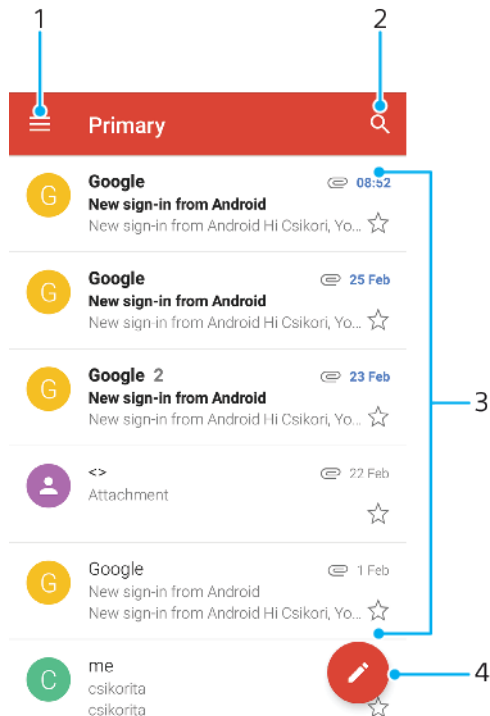 1
2
Primary
Google
08:52
New sign-in from Android
New sign-in from Android Hi Csikori, Yo...
G
Google
25 Feb
New sign-in from Android
New sign-in from Android Hi Csikori, Yo...
G
Google 2
23 Feb
New sign-in from Android
New sign-in from Android Hi Csikori, Yo...
G
3
<>
22 Feb
Attachment
Google
1 Feb
New sign-in from Android
New sign-in from Android Hi Csikori, Yo...
G
me
csikorita
csikorita
C
4